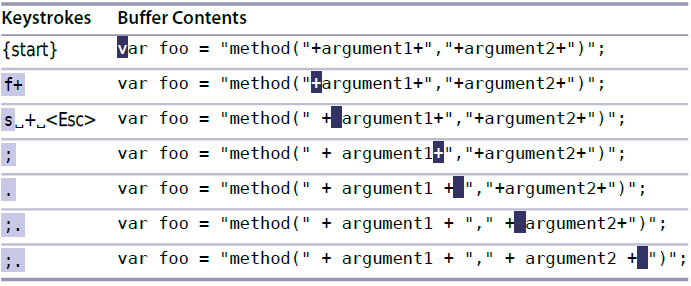 Keystrokes Buffer Contents
{start} var foo = "method("+argument1+","+argument2+")";
f+ var foo = "method("+argument1+","+argument2+")";
s␣+␣<Esc> var foo = "method(" + argument1+","+argument2+")";
; var foo = "method(" + argument1+","+argument2+")";
. var foo = "method(" + argument1 + ","+argument2+")";
;. var foo = "method(" + argument1 + "," + argument2+")";
;. var foo = "method(" + argument1 + "," + argument2 + ")";